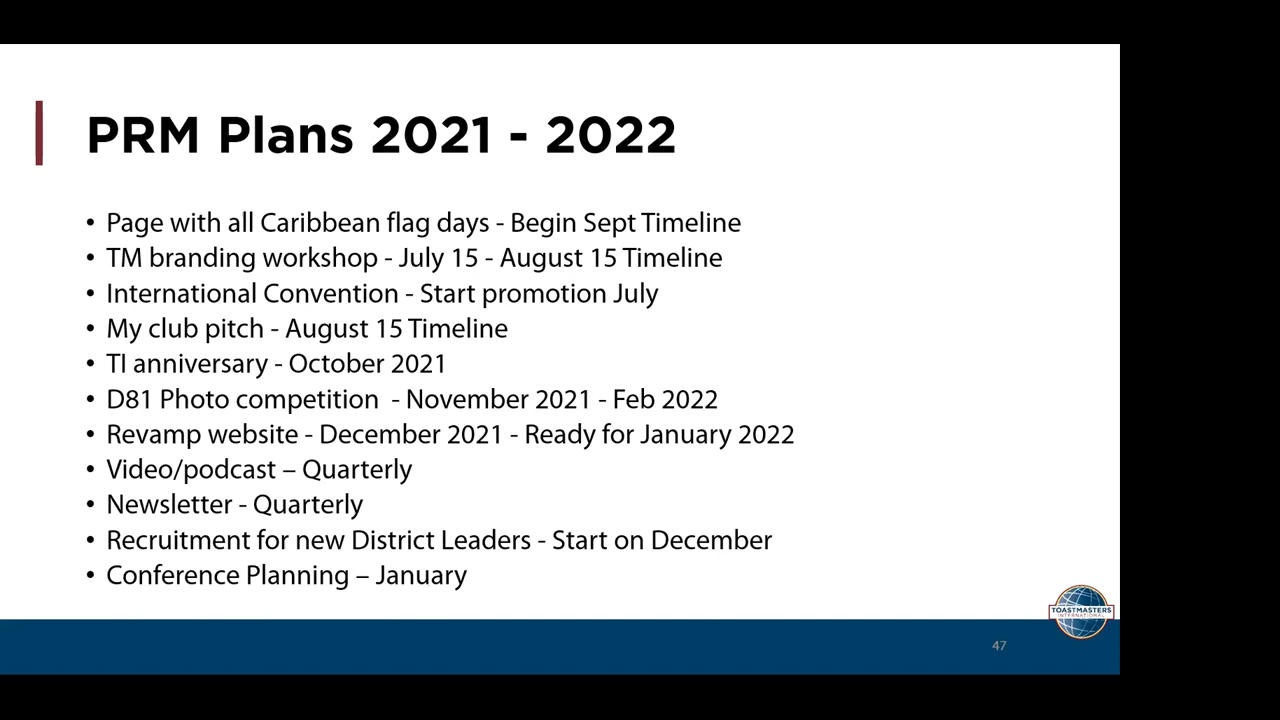 PRM Plans 2021 - 2022
• Page with all Caribbean flag days - Begin Sept Timeline
• TM branding workshop - July 15 - August 15 Timeline
• International Convention - Start promotion July
• My club pitch - August 15 Timeline
• TI anniversary - October 2021
• D81 Photo competition  - November 2021 - Feb 2022
• Revamp website - December 2021 - Ready for January 2022
• Video/podcast – Quarterly
• Newsletter - Quarterly
• Recruitment for new District Leaders - Start on December
• Conference Planning – January
TOASTMASTERS
INTERNATIONAL
47